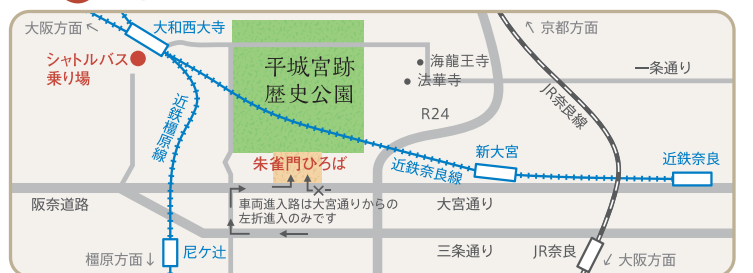 大阪方面
大和西大寺
京都方面
シャトルバス
乗り場
平城宮跡
歴史公園
海龍王寺
法華寺
一条通り
近鉄橿原線
R24
JR奈良線
朱雀門ひろば
近鉄奈良線
新大宮
近鉄奈良
阪奈道路
車両進入路は大宮通りからの
左折進入のみです
大宮通り
橿原方面
尼ケ辻
三条通り
JR奈良
大阪方面